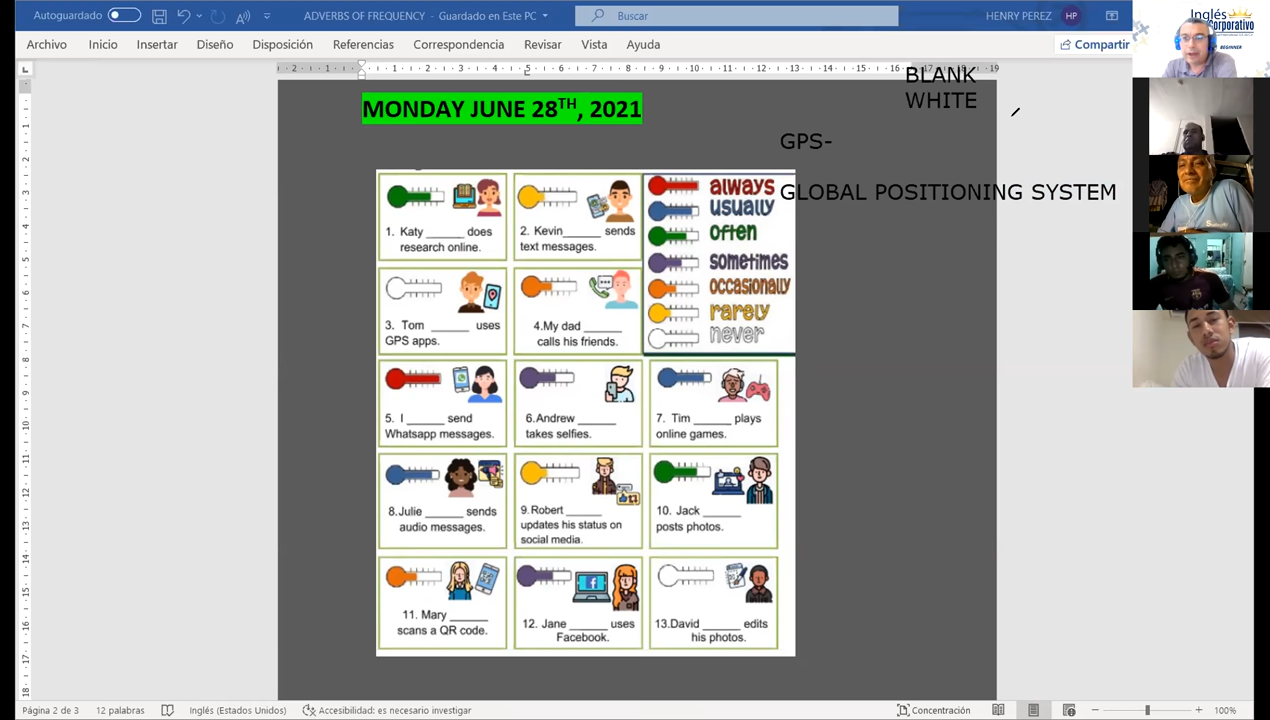 Autoguardado
ADVERBS OF FREQUENCY - Guardado en Este PC
Buscar
HENRY PEREZ
HP
Archivo
Inicio
Insertar
Diseño
Disposición
Referencias
Correspondencia
Revisar
Vista
Ayuda
Compartir
Inglés
Corporativo
BEGINNER
BLANK
WHITE
MONDAY JUNE 28TH, 2021
GPS-
GLOBAL POSITIONING SYSTEM
1. Katy ______ does
research online.
2. Kevin______ sends
text messages.
always
usually
often
sometimes
occasionally
rarely
never
3. Tom ______ uses
GPS apps.
4.My dad ______
calls his friends.
5. I ______ send
Whatsapp messages.
6.Andrew ______
takes selfies.
7. Tim ______ plays
online games.
8.Julie ______ sends
audio messages.
9.Robert ______
updates his status on
social media.
10. Jack ______
posts photos.
11. Mary ______
scans a QR code.
12. Jane ______ uses
Facebook.
13.David ______ edits
his photos.
Página 2 de 3
12 palabras
Inglés (Estados Unidos)
Accesibilidad: es necesario investigar
Concentración
100%